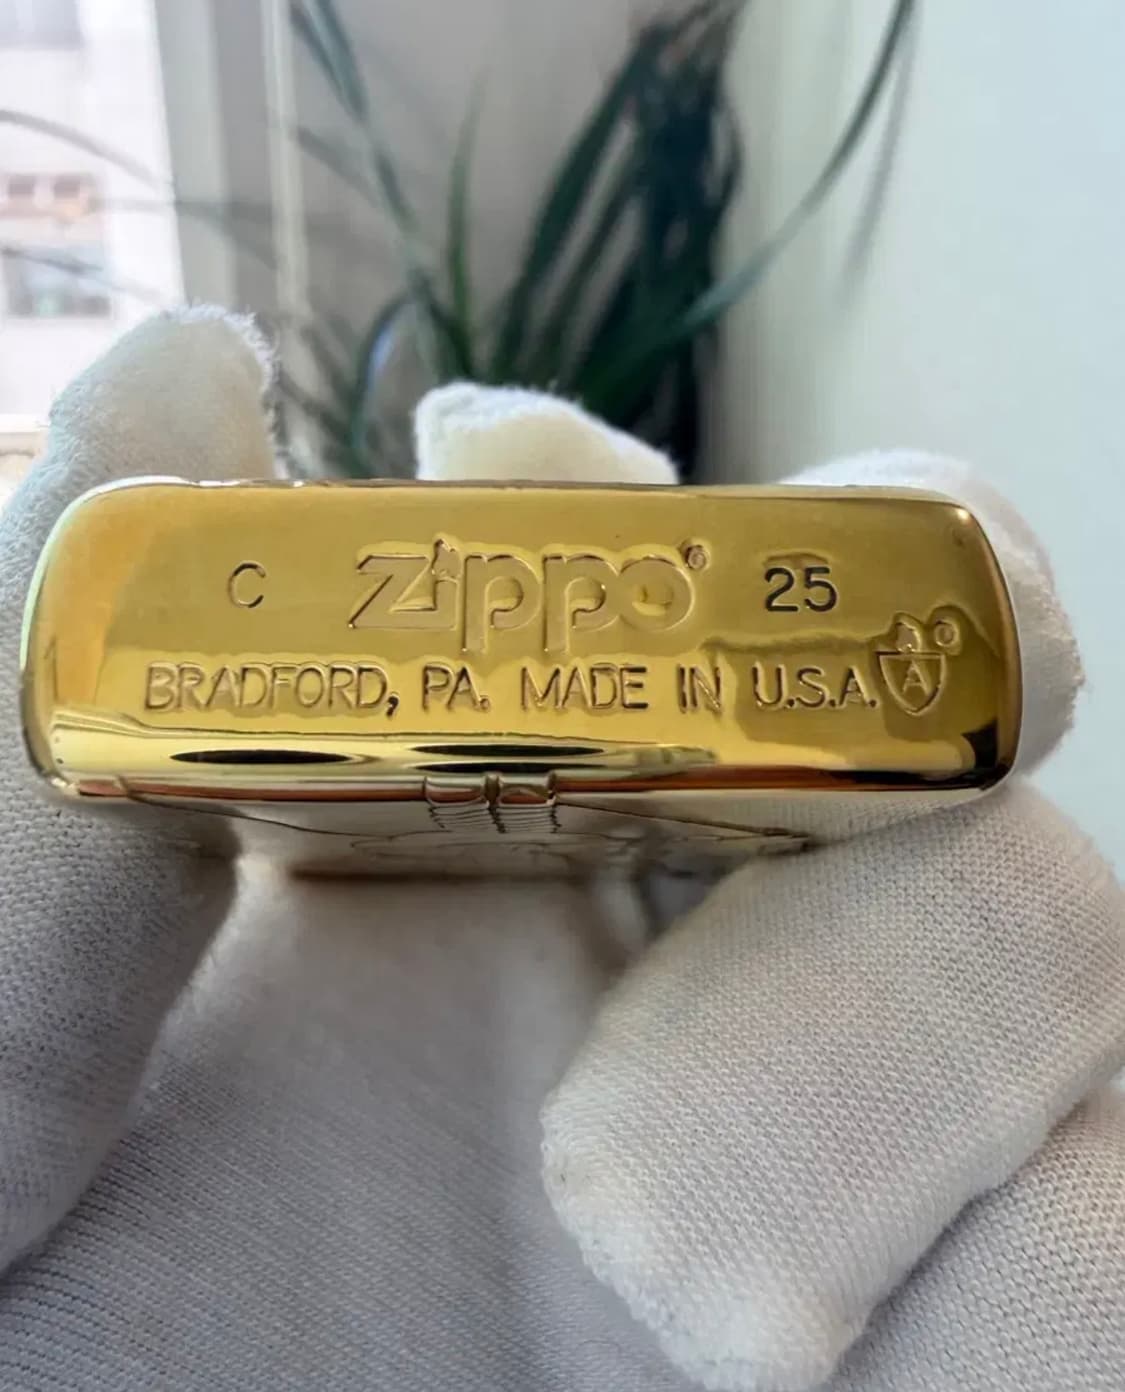 C Zippo® 25
BRADFORD, PA. MADE IN U.S.A.
A ®